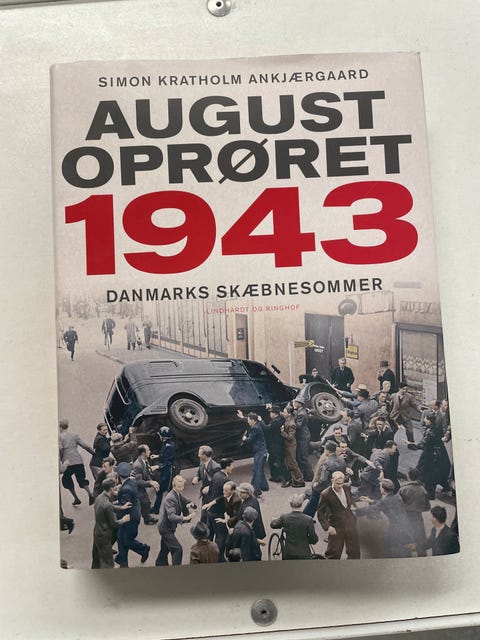 SIMON KRATHOLM ANKJÆRGAARD
AUGUST
OPRØRET
1943
DANMARKS SKÆBNESOMMER
LINDHARDT OG RINGHOF